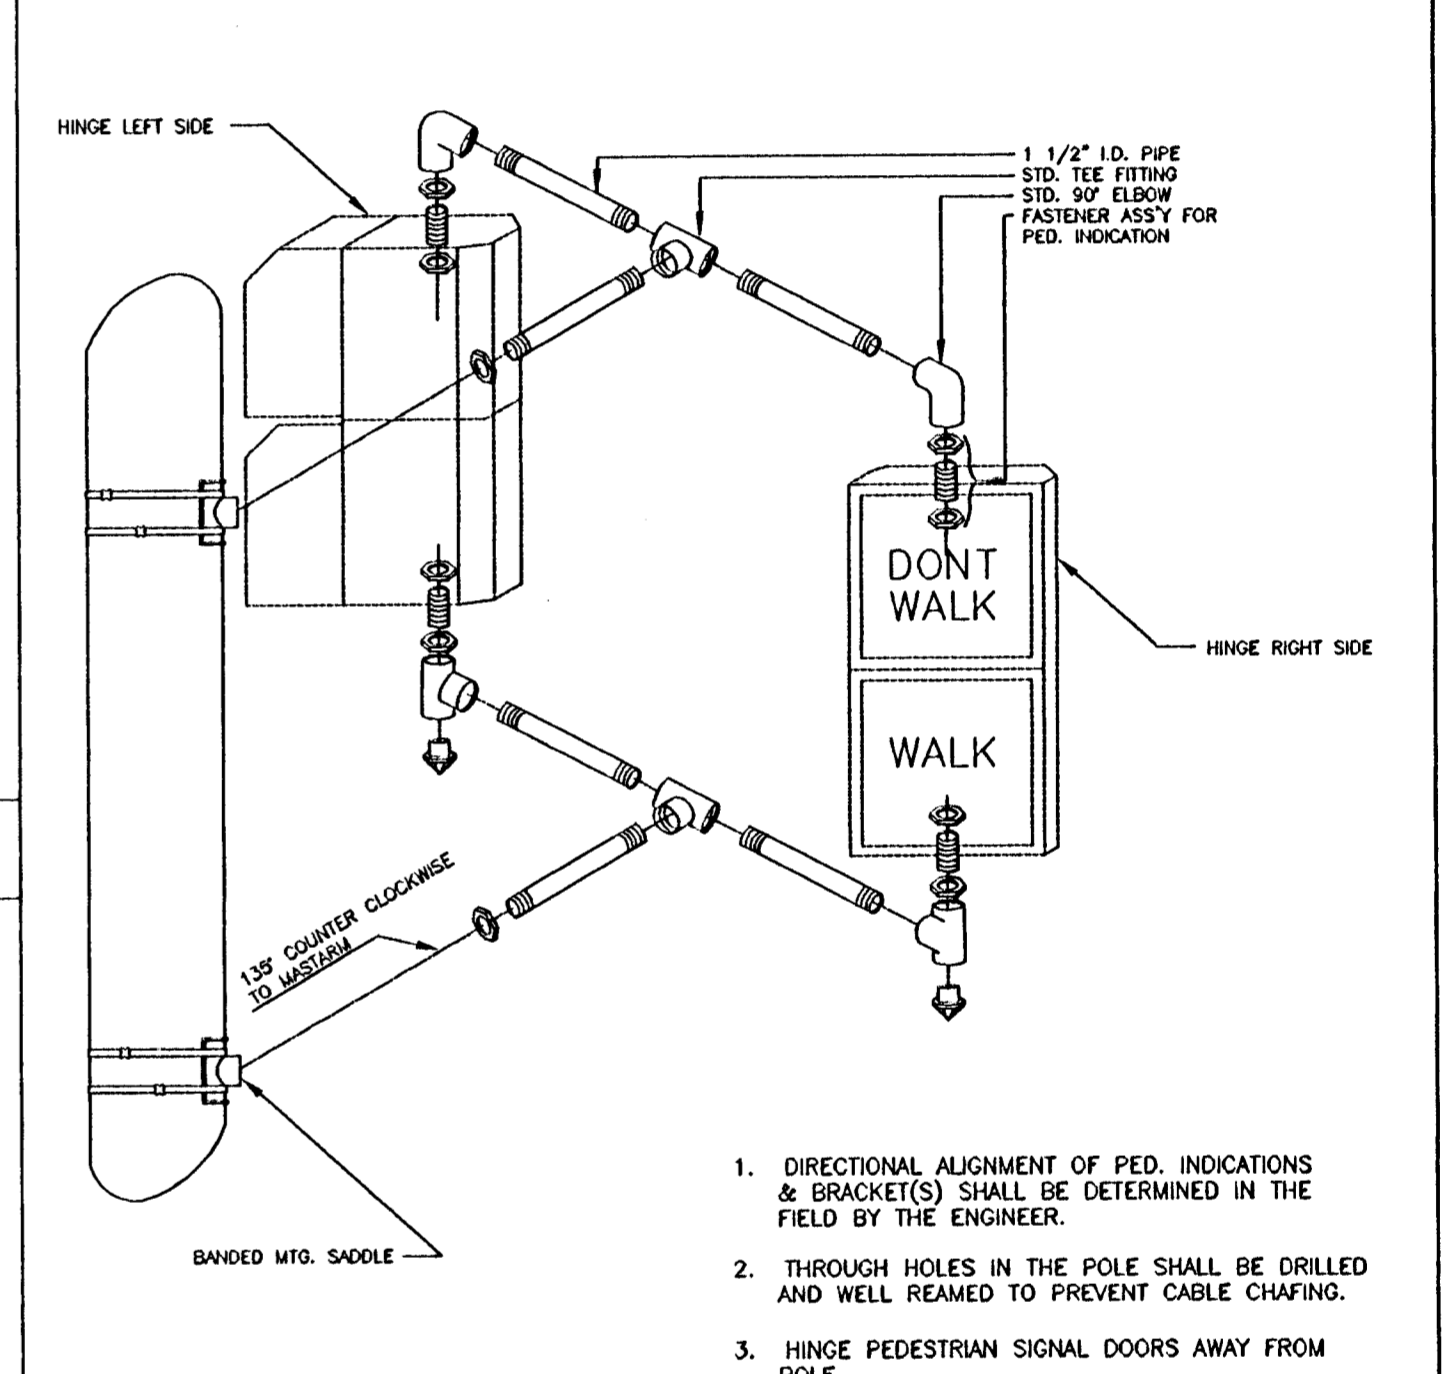 HINGE LEFT SIDE
1 1/2" I.D. PIPE
STD. TEE FITTING
STD. 90° ELBOW
FASTENER ASS'Y FOR
PED. INDICATION
DONT
WALK
WALK
HINGE RIGHT SIDE
135° COUNTER CLOCKWISE
TO MASTARM
BANDED MTG. SADDLE
1. DIRECTIONAL ALIGNMENT OF PED. INDICATIONS
& BRACKET(S) SHALL BE DETERMINED IN THE
FIELD BY THE ENGINEER.
2. THROUGH HOLES IN THE POLE SHALL BE DRILLED
AND WELL REAMED TO PREVENT CABLE CHAFING.
3. HINGE PEDESTRIAN SIGNAL DOORS AWAY FROM
POLE